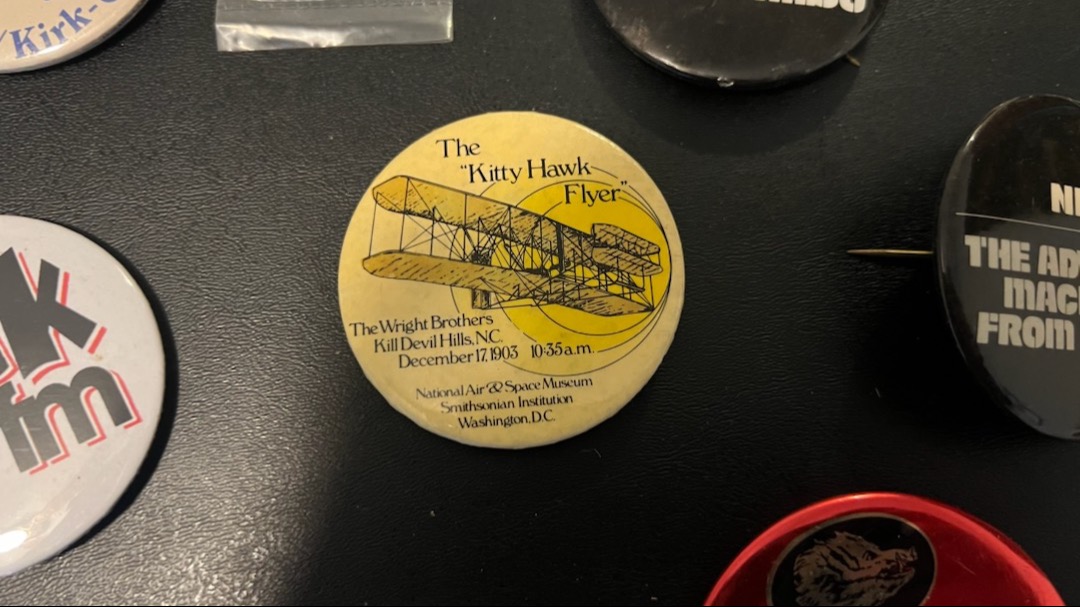 Kirk-
The
"Kitty Hawk
Flyer"
The Wright Brothers
Kill Devil Hills, N.C.
December 17, 1903 10:35 a.m.
National Air & Space Museum
Smithsonian Institution
Washington, D.C.
THE AD
FROM